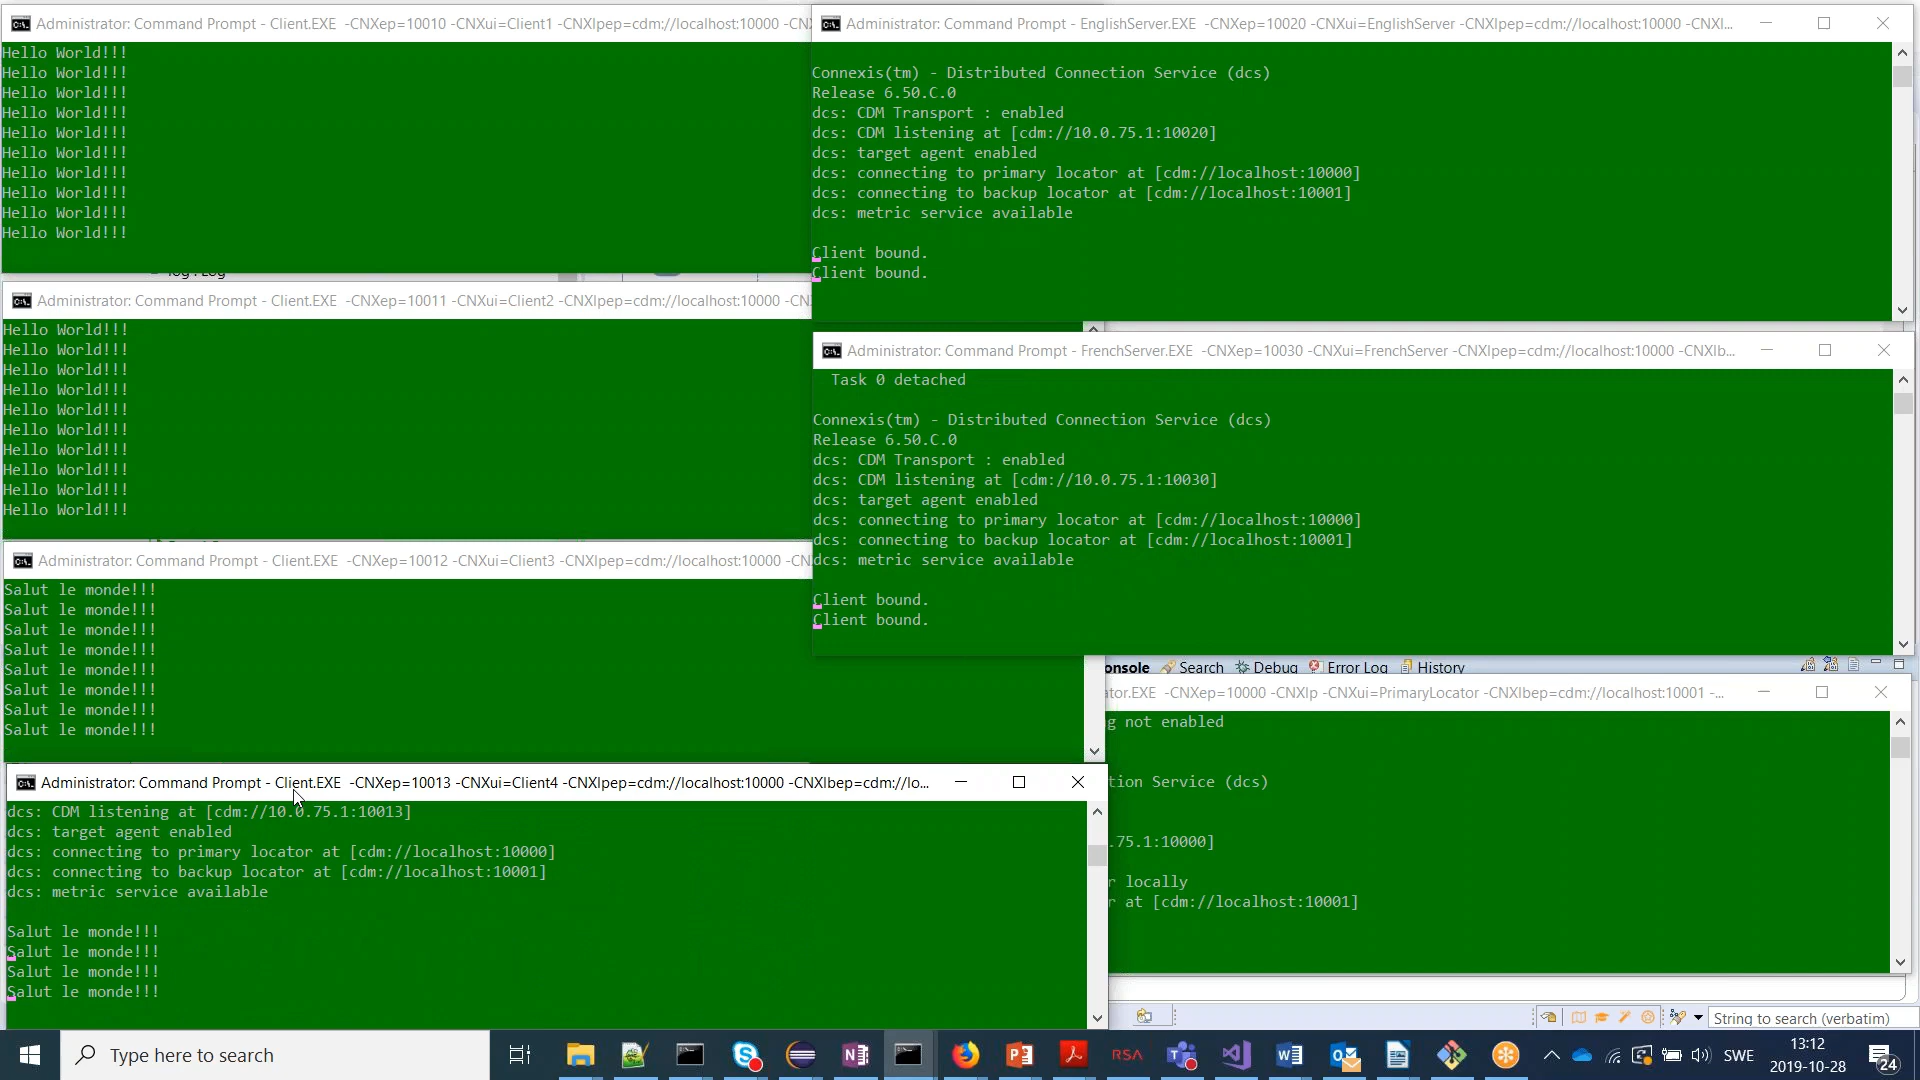 Administrator: Command Prompt - Client.EXE  -CNXep=10010 -CNXui=Client1 -CNXlpep=cdm://localhost:10000 -CNX
Hello World!!!
Hello World!!!
Hello World!!!
Hello World!!!
Hello World!!!
Hello World!!!
Hello World!!!
Hello World!!!
Hello World!!!
Hello World!!!
log : Log
Administrator: Command Prompt - Client.EXE  -CNXep=10011 -CNXui=Client2 -CNXlpep=cdm://localhost:10000 -CN
Hello World!!!
Hello World!!!
Hello World!!!
Hello World!!!
Hello World!!!
Hello World!!!
Hello World!!!
Hello World!!!
Hello World!!!
Hello World!!!
Administrator: Command Prompt - Client.EXE  -CNXep=10012 -CNXui=Client3 -CNXlpep=cdm://localhost:10000 -CN
Salut le monde!!!
Salut le monde!!!
Salut le monde!!!
Salut le monde!!!
Salut le monde!!!
Salut le monde!!!
Salut le monde!!!
Salut le monde!!!
Administrator: Command Prompt - Client.EXE  -CNXep=10013 -CNXui=Client4 -CNXlpep=cdm://localhost:10000 -CNXlbep=cdm://lo...
dcs: CDM listening at [cdm://10.0.75.1:10013]
dcs: target agent enabled
dcs: connecting to primary locator at [cdm://localhost:10000]
dcs: connecting to backup locator at [cdm://localhost:10001]
dcs: metric service available
Salut le monde!!!
Salut le monde!!!
Salut le monde!!!
Salut le monde!!!
Administrator: Command Prompt - EnglishServer.EXE  -CNXep=10020 -CNXui=EnglishServer -CNXlpep=cdm://localhost:10000 -CNXl...
Connexis(tm) - Distributed Connection Service (dcs)
Release 6.50.C.0
dcs: CDM Transport : enabled
dcs: CDM listening at [cdm://10.0.75.1:10020]
dcs: target agent enabled
dcs: connecting to primary locator at [cdm://localhost:10000]
dcs: connecting to backup locator at [cdm://localhost:10001]
dcs: metric service available
Client bound.
Client bound.
Administrator: Command Prompt - FrenchServer.EXE  -CNXep=10030 -CNXui=FrenchServer -CNXlpep=cdm://localhost:10000 -CNXlb...
Task 0 detached
Connexis(tm) - Distributed Connection Service (dcs)
Release 6.50.C.0
dcs: CDM Transport : enabled
dcs: CDM listening at [cdm://10.0.75.1:10030]
dcs: target agent enabled
dcs: connecting to primary locator at [cdm://localhost:10000]
dcs: connecting to backup locator at [cdm://localhost:10001]
dcs: metric service available
Client bound.
Client bound.
onsole Search Debug Error Log History
ator.EXE  -CNXep=10000 -CNXlp -CNXui=PrimaryLocator -CNXlbep=cdm://localhost:10001 -...
g not enabled
tion Service (dcs)
.75.1:10000]
r locally
r at [cdm://localhost:10001]
String to search (verbatim)
Type here to search
RSA
SWE
13:12
2019-10-28
24